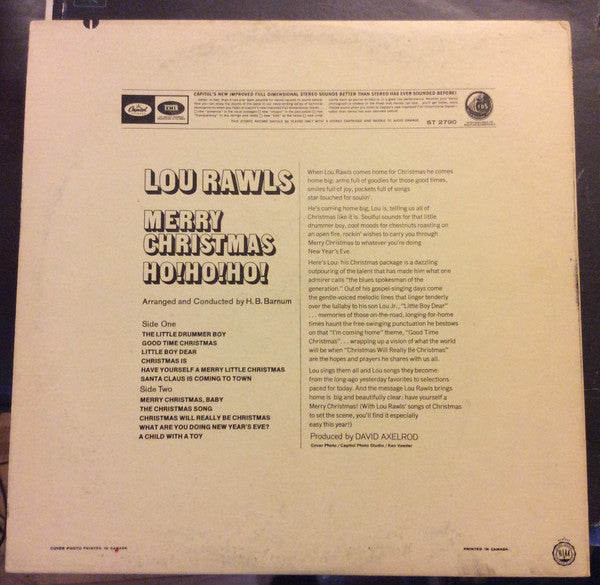 CAPITOL'S NEW IMPROVED FULL DIMENSIONAL STEREO SOUNDS BETTER THAN STEREO HAS EVER SOUNDED BEFORE!
Capitol
EMI
THIS STEREO RECORD SHOULD BE PLAYED ONLY WITH A STEREO CARTRIDGE AND NEEDLE TO AVOID DAMAGE.
ST 2790
LOU RAWLS
MERRY
CHRISTMAS
HO!HO!HO!
Arranged and Conducted by H. B. Barnum
Side One
THE LITTLE DRUMMER BOY
GOOD TIME CHRISTMAS
LITTLE BOY DEAR
CHRISTMAS IS
HAVE YOURSELF A MERRY LITTLE CHRISTMAS
SANTA CLAUS IS COMING TO TOWN
Side Two
MERRY CHRISTMAS, BABY
THE CHRISTMAS SONG
CHRISTMAS WILL REALLY BE CHRISTMAS
WHAT ARE YOU DOING NEW YEAR'S EVE?
A CHILD WITH A TOY
When Lou Rawls comes home for Christmas he comes
home big: arms full of goodies for those good times,
smiles full of joy, pockets full of songs
star-touched for soulin'.
He's coming home big, Lou is, telling us all of
Christmas like it is. Soulful sounds for that little
drummer boy, cool moods for chestnuts roasting on
an open fire, rockin' wishes to carry you through
Merry Christmas to whatever you're doing
New Year's Eve.
Here's Lou: his Christmas package is a dazzling
outpouring of the talent that has made him what one
admirer calls "the blues spokesman of the
generation." Out of his gospel-singing days come
the gentle-voiced melodic lines that linger tenderly
over the lullaby to his son Lou Jr., "Little Boy Dear"
. . . memories of those on-the-road, longing-for-home
times haunt the free-swinging punctuation he bestows
on that "I'm coming home" theme, "Good Time
Christmas" . . . wrapping up a vision of what the world
will be when "Christmas Will Really Be Christmas"
are the hopes and prayers he shares with us all.
Lou sings them all and Lou songs they become:
from the long-ago yesterday favorites to selections
paced for today. And the message Lou Rawls brings
home is big and beautifully clear: have yourself a
Merry Christmas! (With Lou Rawls' songs of Christmas
to set the scene, you'll find it especially
easy this year!)
Produced by DAVID AXELROD
Cover Photo / Capitol Photo Studio / Ken Veeder
COVER PHOTO PRINTED IN CANADA
PRINTED IN CANADA